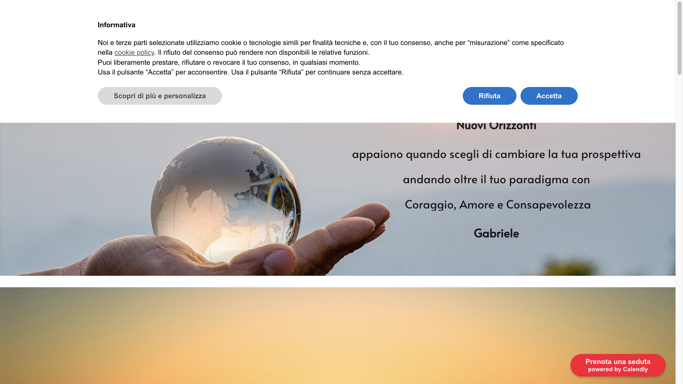 Informativa
Noi e terze parti selezionate utilizziamo cookie o tecnologie simili per finalità tecniche e, con il tuo consenso, anche per “misurazione” come specificato
nella cookie policy. Il rifiuto del consenso può rendere non disponibili le relative funzioni.
Puoi liberamente prestare, rifiutare o revocare il tuo consenso, in qualsiasi momento.
Usa il pulsante “Accetta” per acconsentire. Usa il pulsante “Rifiuta” per continuare senza accettare.
Scopri di più e personalizza
Rifiuta
Accetta
Nuovi Orizzonti
appaiono quando scegli di cambiare la tua prospettiva
andando oltre il tuo paradigma con
Coraggio, Amore e Consapevolezza
Gabriele
Prenota una seduta
powered by Calendly